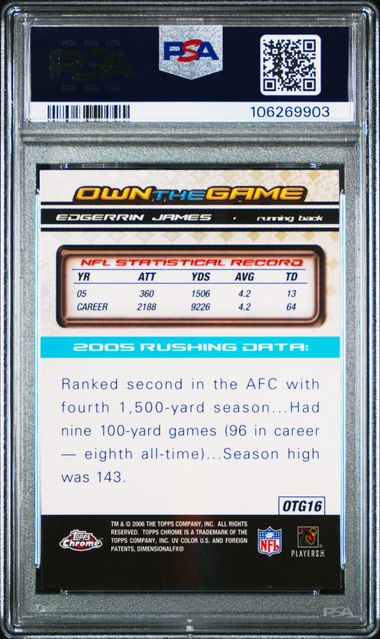 PSA
PSA
106269903
OWN THE GAME
EDGERRIN JAMES • running back
NFL STATISTICAL RECORD
YR ATT YDS AVG TD
05 360 1506 4.2 13
CAREER 2188 9226 4.2 64
2005 RUSHING DATA:
Ranked second in the AFC with
fourth 1,500-yard season...Had
nine 100-yard games (96 in career
— eighth all-time)...Season high
was 143.
OTG16
TM & © 2006 THE TOPPS COMPANY, INC. ALL RIGHTS
RESERVED. TOPPS CHROME IS A TRADEMARK OF THE
TOPPS COMPANY, INC. UV COLOR U.S. AND FOREIGN
PATENTS, DIMENSIONALFX®
Topps
Chrome
NFL
PLAYERS
PSA